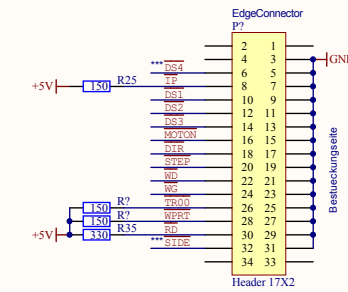 EdgeConnector
P?
2 1
4 3 GND
*** DS4 6 5
+5V 150 R25 IP 8 7
DS1 10 9
DS2 12 11
DS3 14 13
MOTON 16 15
DIR 18 17
STEP 20 19
WD 22 21
WG 24 23
150 R? TR00 26 25
150 R? WPRT 28 27
+5V 330 R35 RD 30 29
*** SIDE 32 31
34 33
Header 17X2
Bestueckungseite